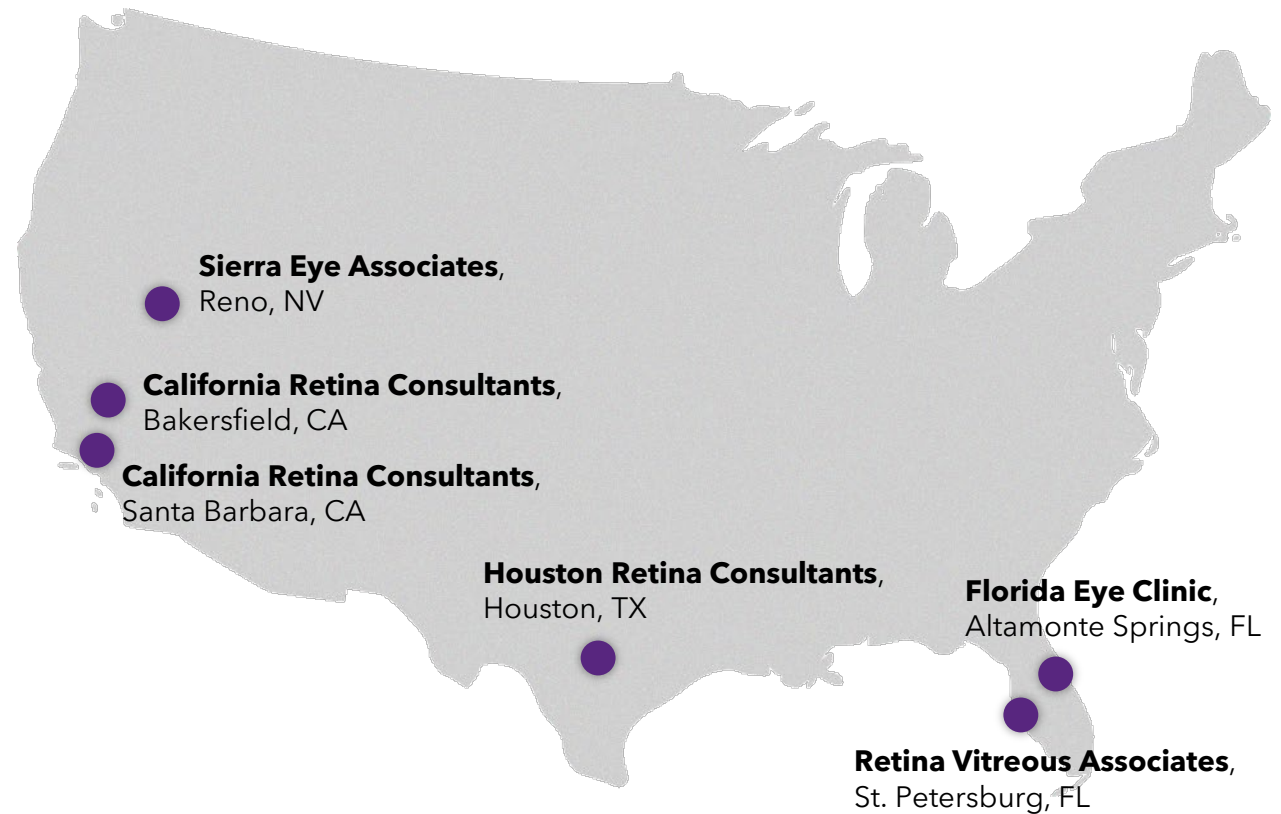 Sierra Eye Associates,
Reno, NV
California Retina Consultants,
Bakersfield, CA
California Retina Consultants,
Santa Barbara, CA
Houston Retina Consultants,
Houston, TX
Florida Eye Clinic,
Altamonte Springs, FL
Retina Vitreous Associates,
St. Petersburg, FL